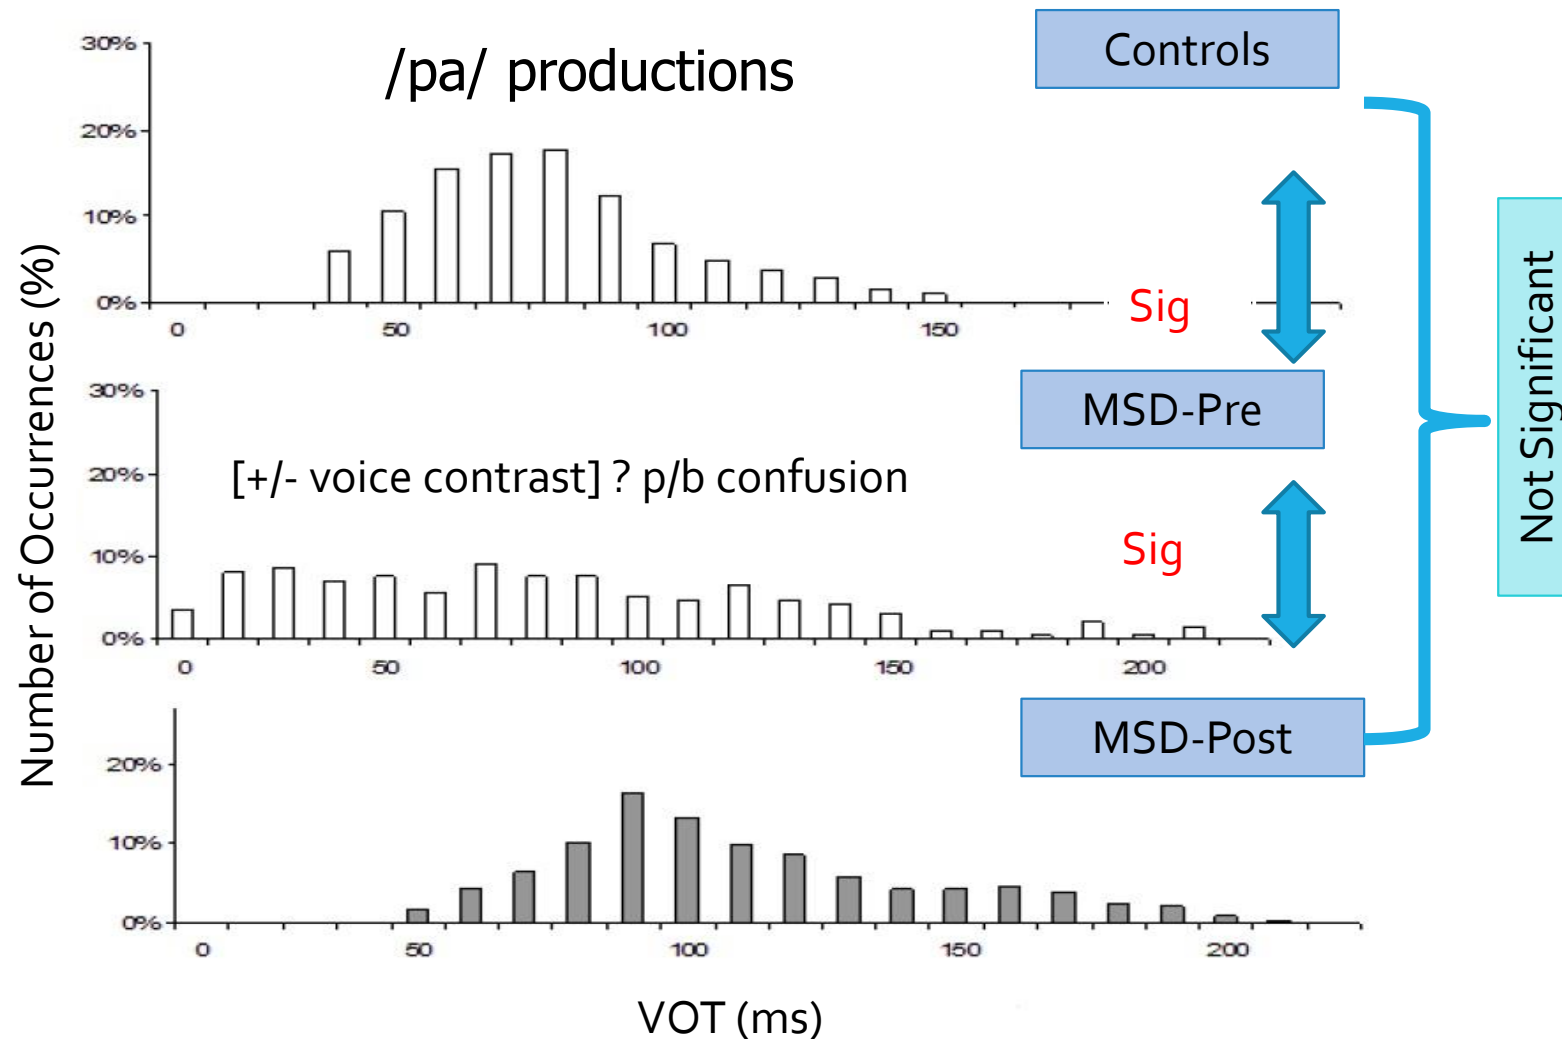 /pa/ productions
Controls
30%
20%
10%
0%
0
50
100
150
Sig
MSD-Pre
30%
20%
10%
0%
[+/- voice contrast] ? p/b confusion
Sig
0
50
100
150
200
MSD-Post
20%
10%
0%
0
50
100
150
200
Number of Occurrences (%)
VOT (ms)
Not Significant